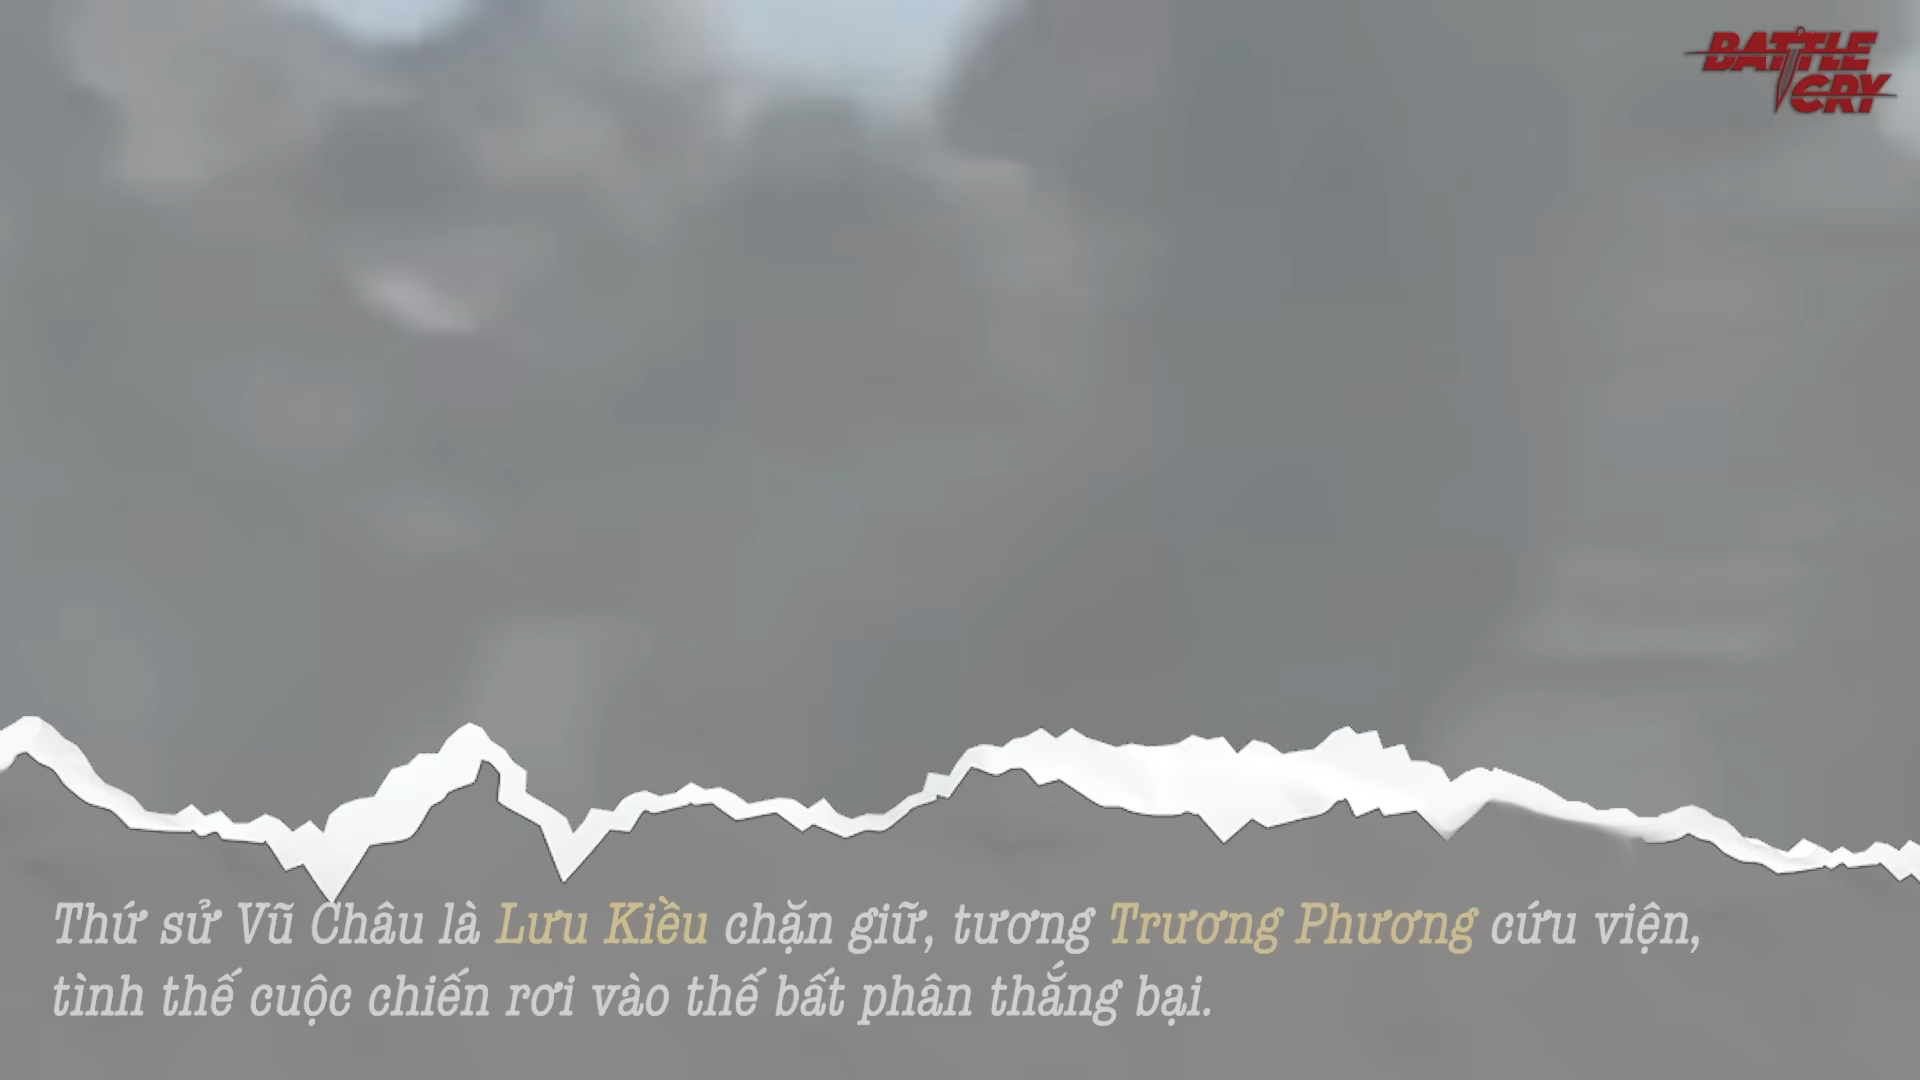 BATTLE
CRY
Thứ sử Vũ Châu là Lưu Kiều chặn giữ, tương Trương Phương cứu viện,
tình thế cuộc chiến rơi vào thế bất phân thắng bại.